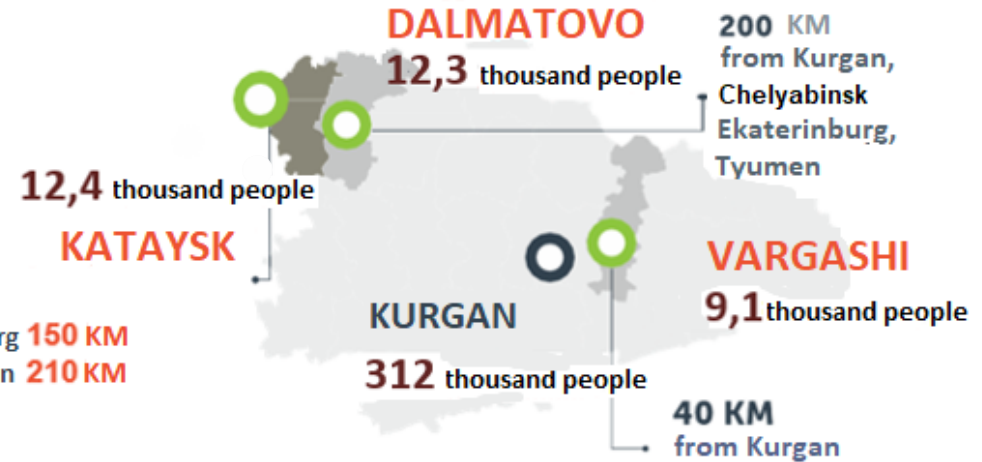 DALMATOVO
12,3 thousand people
200 KM
from Kurgan,
Chelyabinsk
Ekaterinburg,
Tyumen
12,4 thousand people
KATAYSK
rg 150 KM
n 210 KM
KURGAN
312 thousand people
VARGASHI
9,1 thousand people
40 KM
from Kurgan